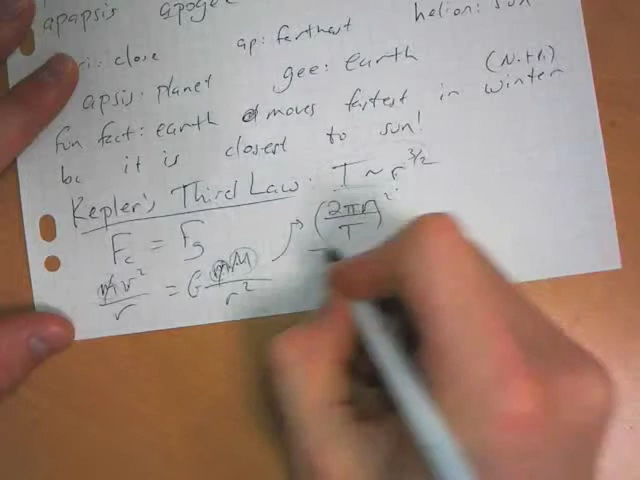 apapsis apogee
helion: sun
ri: close ap: farthest
apsis: planet gee: earth
fun fact: earth moves fastest in (N. H.) winter
bc it is closest to sun!
Kepler's Third Law: T ~ r^3/2
Fc = Fg
mv²/r = G mM/r² → (2πr/T)²